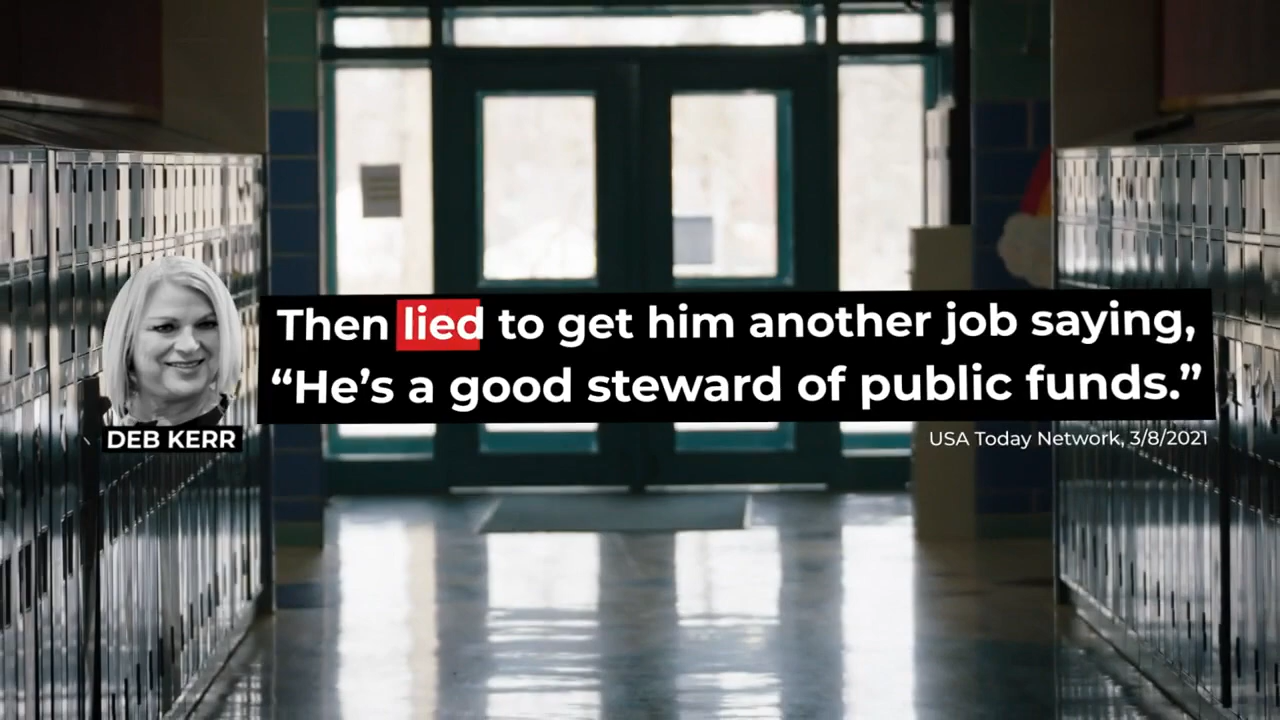 Then lied to get him another job saying,
“He’s a good steward of public funds.”
DEB KERR
USA Today Network, 3/8/2021